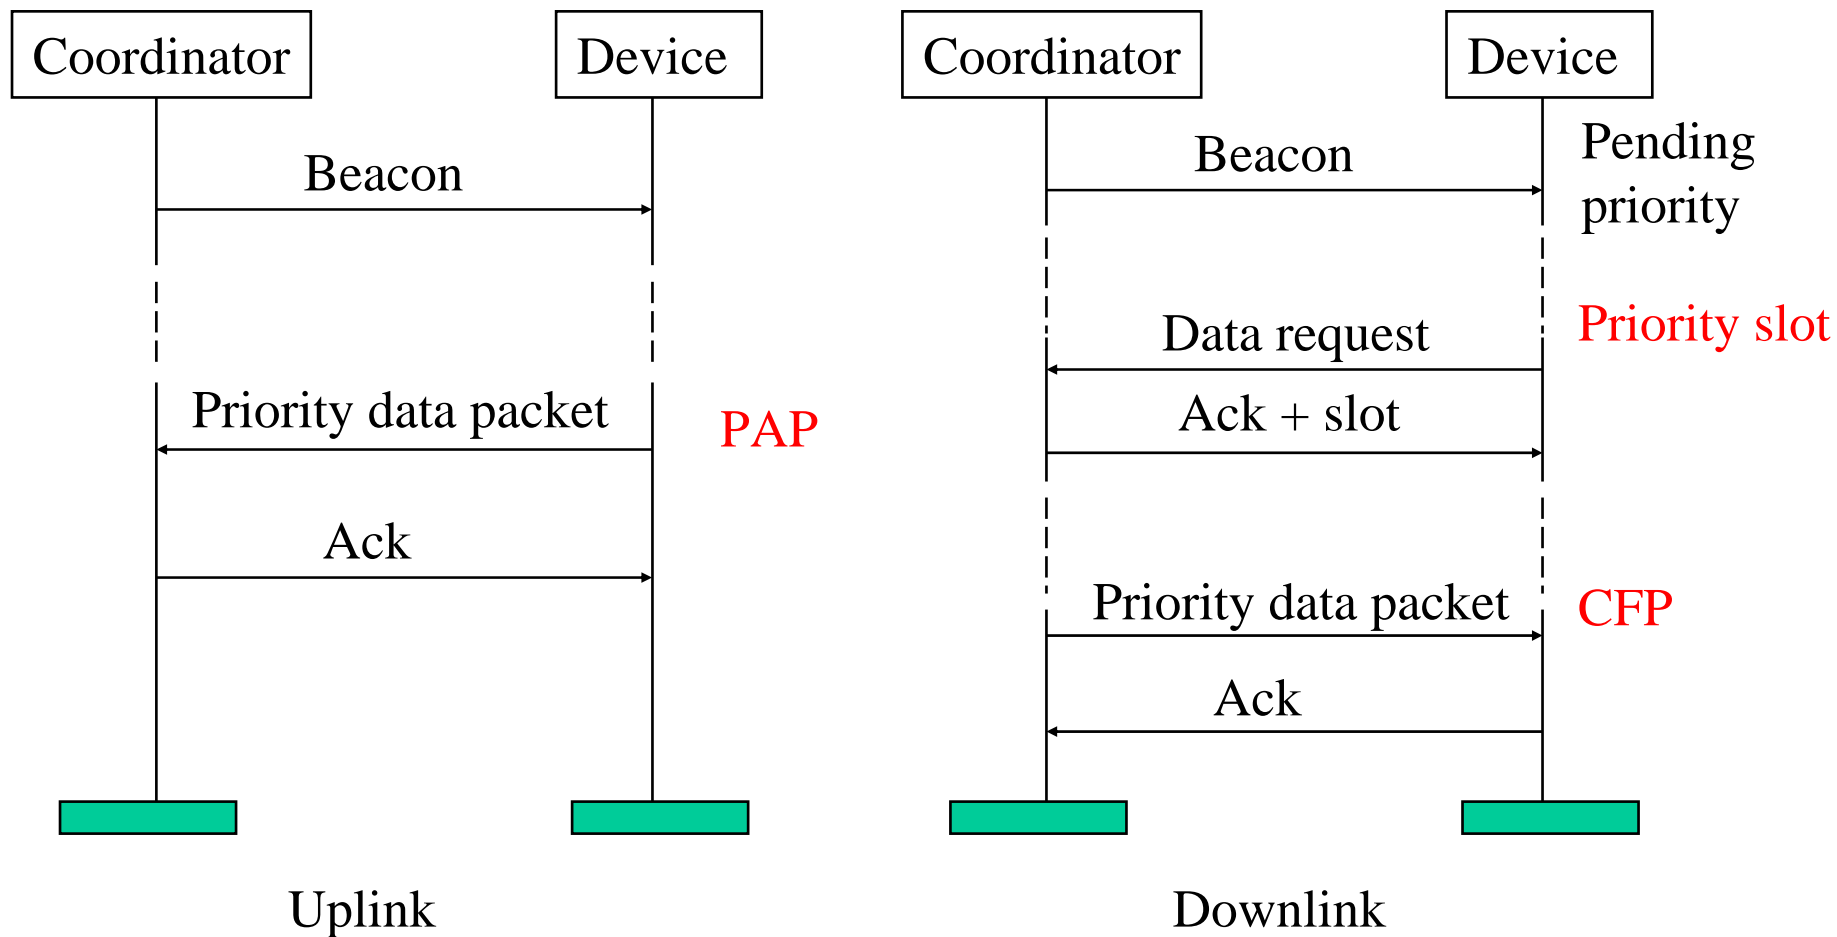 Coordinator
Device
Beacon
Priority data packet
PAP
Ack
Uplink
Coordinator
Device
Beacon
Pending
priority
Priority slot
Data request
Ack + slot
Priority data packet
CFP
Ack
Downlink